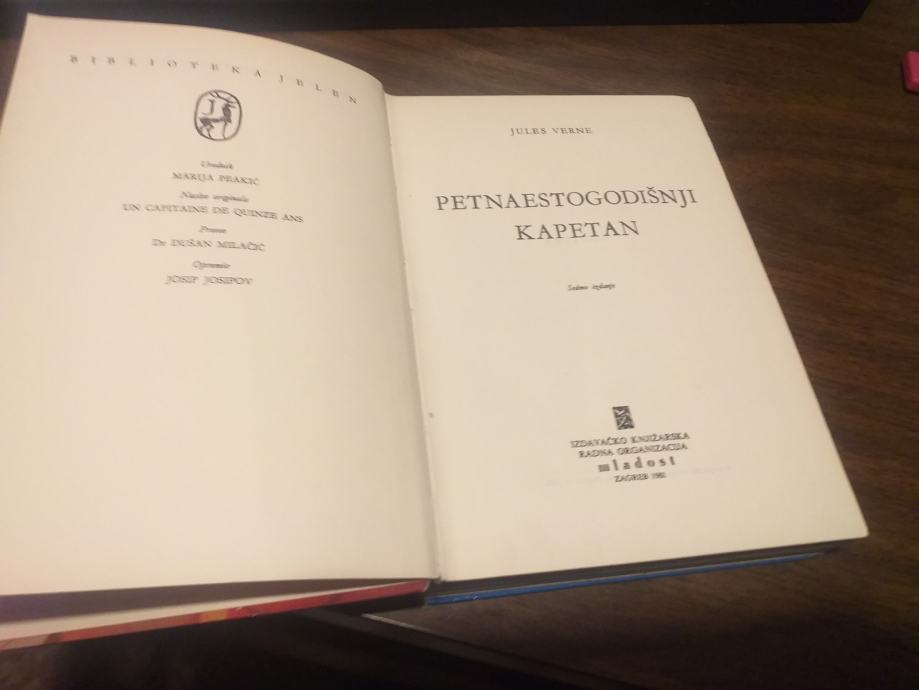 BIBLIOTEKA JELEN
J
Urednik
MARIJA PEAKIĆ
Naslov originala
UN CAPITAINE DE QUINZE ANS
Preveo
Dr DUŠAN MILAČIĆ
Opremio
JOSIP JOSIPOV
JULES VERNE
PETNAESTOGODIŠNJI
KAPETAN
Sedmo izdanje
IZDAVAČKO KNJIŽARSKA
RADNA ORGANIZACIJA
mladost
ZAGREB